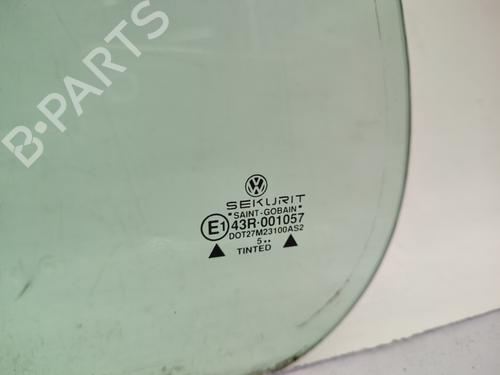 B-PARTS
VW
SEKURIT
"SAINT-GOBAIN"
E1 43R-001057
DOT27M23100AS2
5..
TINTED